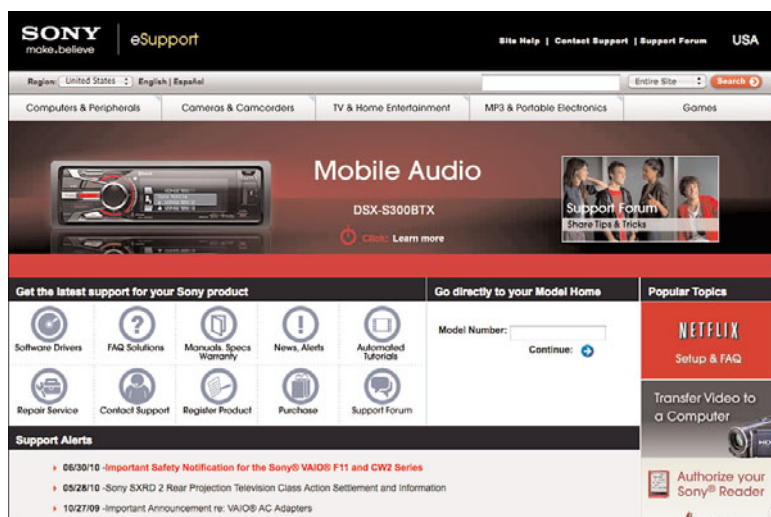 SONY
make.believe
eSupport
Site Help | Contact Support | Support Forum
USA
Region: United States English | Español
Entire Site
Search
Computers & Peripherals
Cameras & Camcorders
TV & Home Entertainment
MP3 & Portable Electronics
Games
Mobile Audio
DSX-S300BTX
Click: Learn more
Support Forum
Share Tips & Tricks
Get the latest support for your Sony product
Software Drivers
FAQ Solutions
Manuals. Specs
Warranty
News, Alerts
Automated
Tutorials
Repair Service
Contact Support
Register Product
Purchase
Support Forum
Go directly to your Model Home
Model Number:
Continue:
Popular Topics
NETFLIX
Setup & FAQ
Transfer Video to
a Computer
Authorize your
Sony® Reader
Support Alerts
06/30/10 -Important Safety Notification for the Sony® VAIO® F11 and CW2 Series
05/28/10 -Sony SXRD 2 Rear Projection Television Class Action Settlement and Information
10/27/09 -Important Announcement re: VAIO® AC Adapters